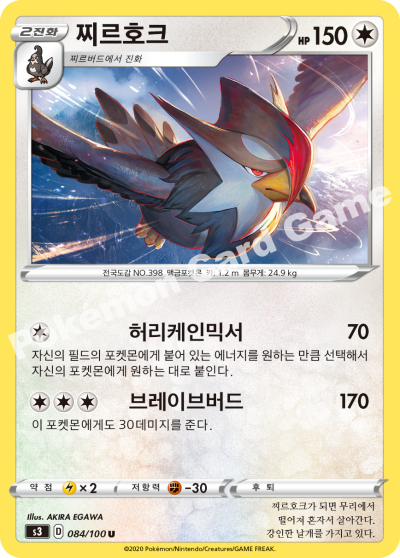 2진화 찌르호크 HP 150
찌르버드에서 진화
전국도감 NO.398 맹금포켓몬 키: 1.2 m 몸무게: 24.9 kg
허리케인믹서 70
자신의 필드의 포켓몬에게 붙어 있는 에너지를 원하는 만큼 선택해서
자신의 포켓몬에게 원하는 대로 붙인다.
브레이브버드 170
이 포켓몬에게도 30데미지를 준다.
약점 ×2 저항력 -30 후퇴
Illus. AKIRA EGAWA
s3 D 084/100 U
찌르호크가 되면 무리에서
떨어져 혼자서 살아간다.
강인한 날개를 가지고 있다.
©2020 Pokémon/Nintendo/Creatures/GAME FREAK.
Pokémon Card Game